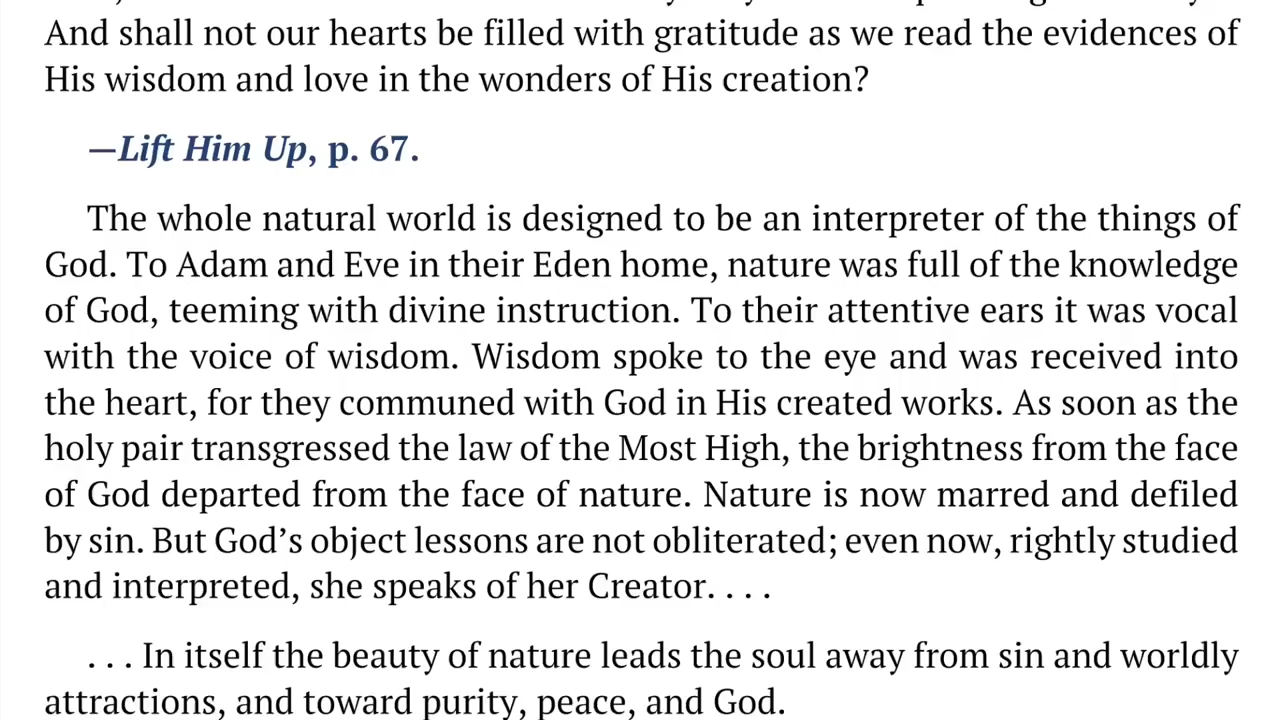 And shall not our hearts be filled with gratitude as we read the evidences of
His wisdom and love in the wonders of His creation?
—Lift Him Up, p. 67.
The whole natural world is designed to be an interpreter of the things of
God. To Adam and Eve in their Eden home, nature was full of the knowledge
of God, teeming with divine instruction. To their attentive ears it was vocal
with the voice of wisdom. Wisdom spoke to the eye and was received into
the heart, for they communed with God in His created works. As soon as the
holy pair transgressed the law of the Most High, the brightness from the face
of God departed from the face of nature. Nature is now marred and defiled
by sin. But God’s object lessons are not obliterated; even now, rightly studied
and interpreted, she speaks of her Creator. . . .
. . . In itself the beauty of nature leads the soul away from sin and worldly
attractions, and toward purity, peace, and God.